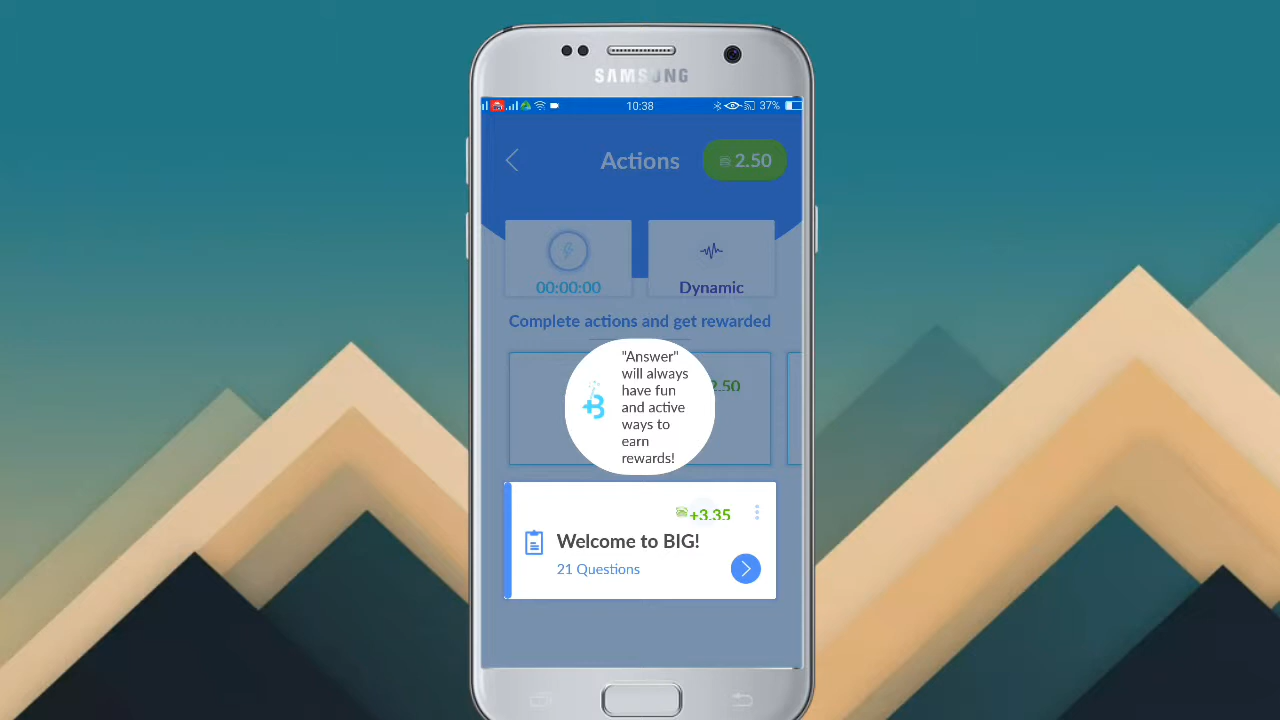 SAMSUNG
10:38
37%
Actions
2.50
00:00:00
Dynamic
Complete actions and get rewarded
2.50
"Answer"
will always
have fun
and active
ways to
earn
rewards!
+3.35
Welcome to BIG!
21 Questions